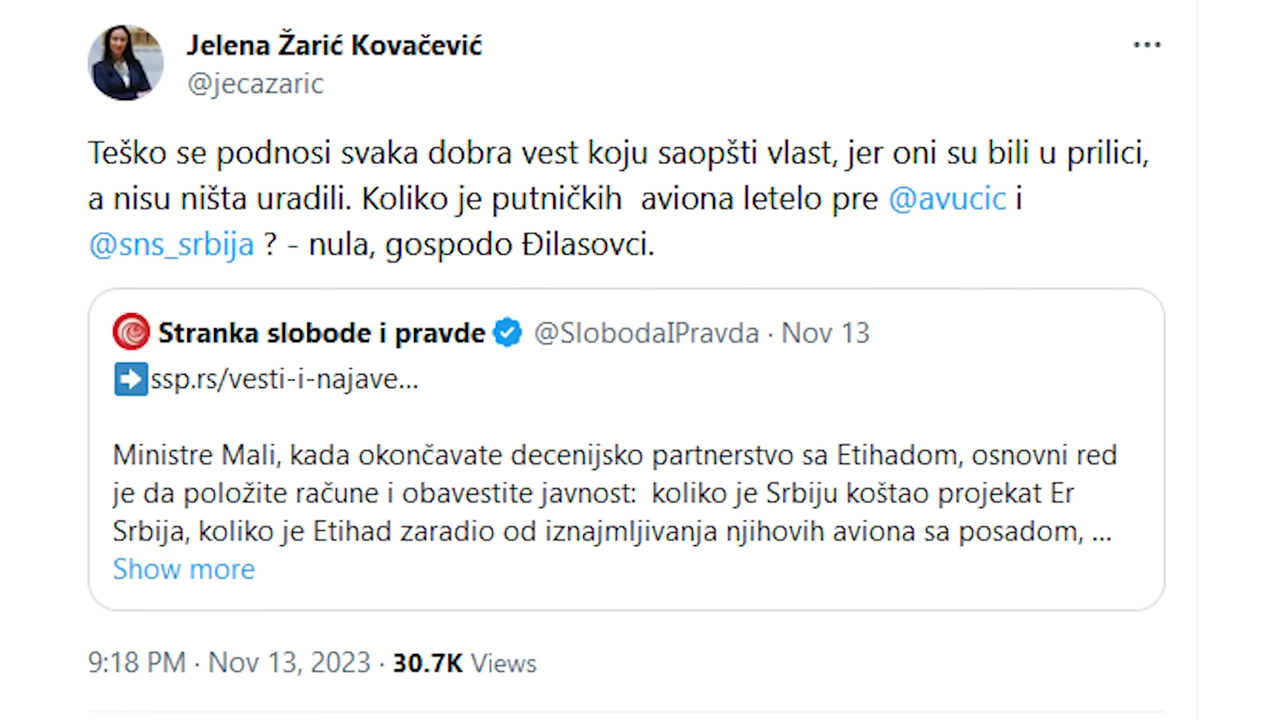 Jelena Žarić Kovačević
@jecazaric
Teško se podnosi svaka dobra vest koju saopšti vlast, jer oni su bili u prilici,
a nisu ništa uradili. Koliko je putničkih  aviona letelo pre @avucic i
@sns_srbija ? - nula, gospodo Đilasovci.
Stranka slobode i pravde @SlobodaIPravda · Nov 13
➡️ssp.rs/vesti-i-najave...
Ministre Mali, kada okončavate decenijsko partnerstvo sa Etihadom, osnovni red
je da položite račune i obavestite javnost:  koliko je Srbiju koštao projekat Er
Srbija, koliko je Etihad zaradio od iznajmljivanja njihovih aviona sa posadom, ...
Show more
9:18 PM · Nov 13, 2023 · 30.7K Views